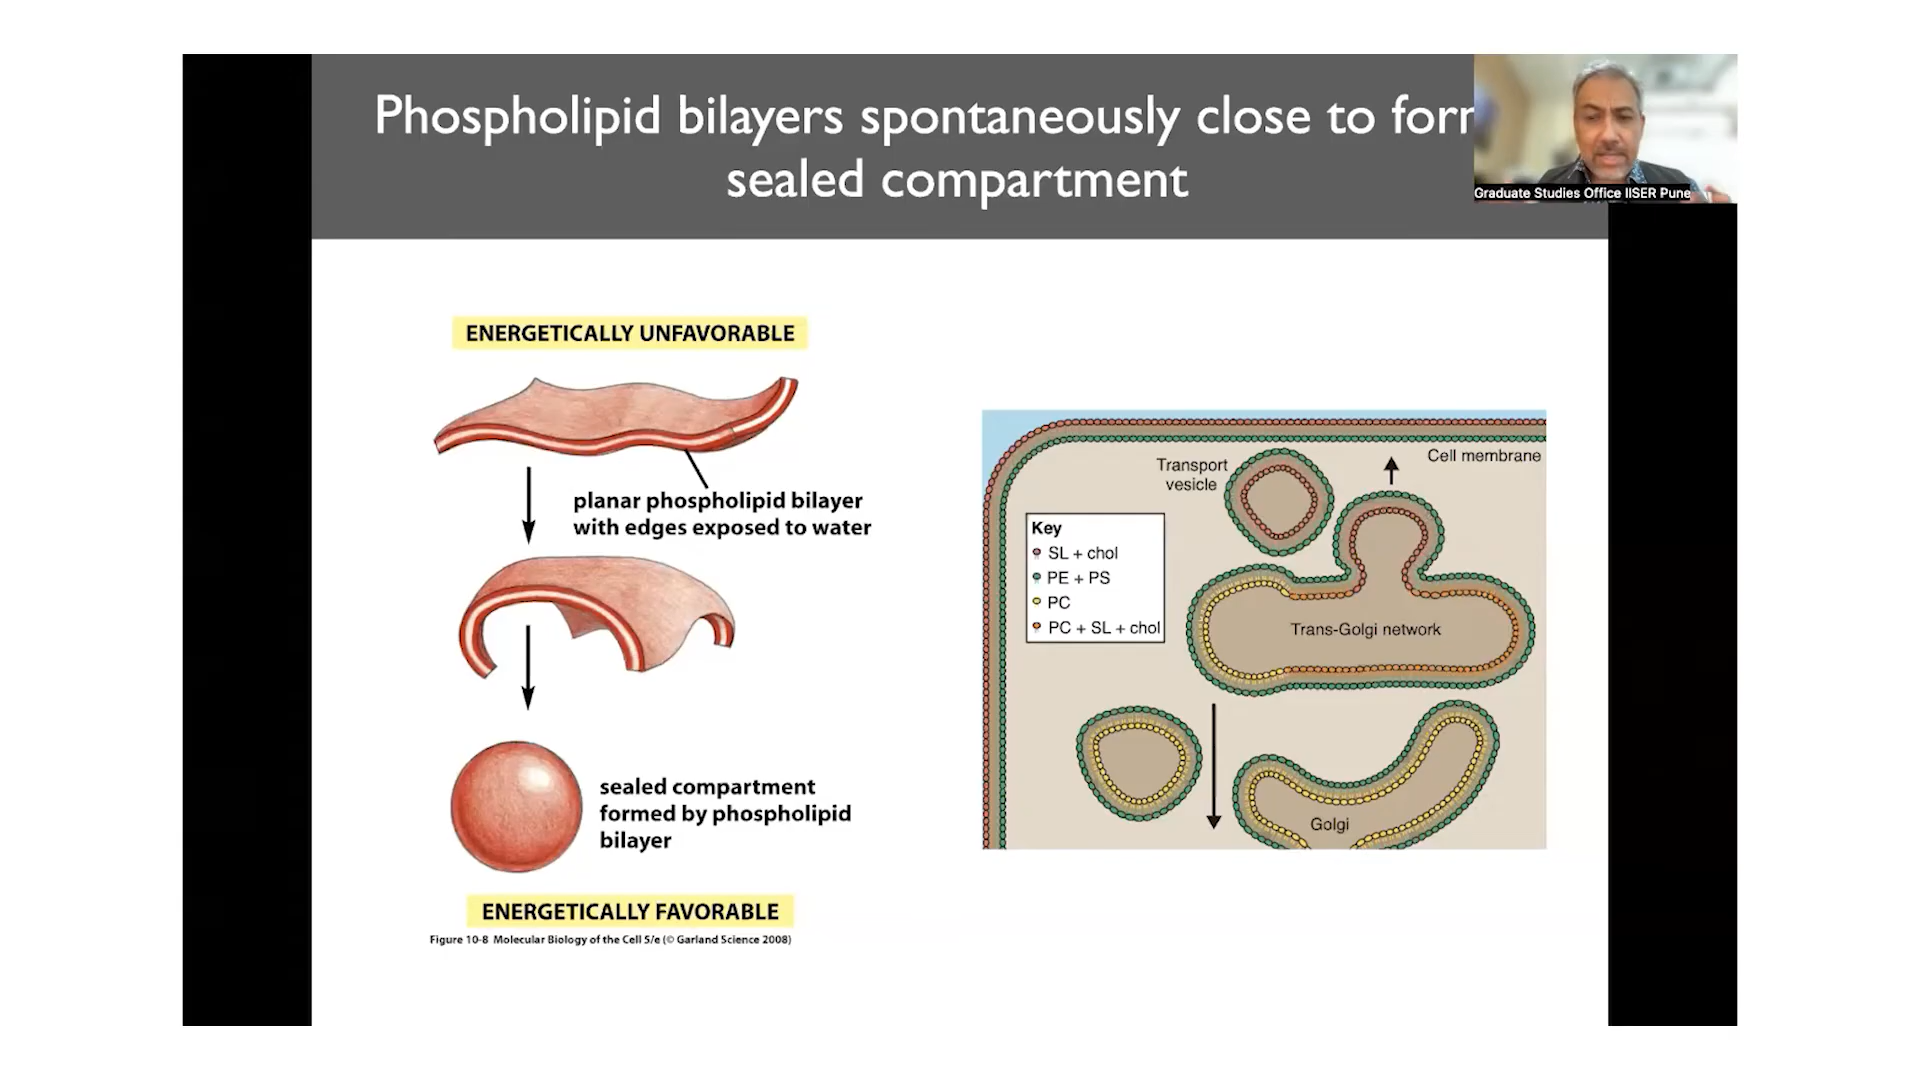 Phospholipid bilayers spontaneously close to for
sealed compartment
Graduate Studies Office IISER Pune
ENERGETICALLY UNFAVORABLE
planar phospholipid bilayer
with edges exposed to water
sealed compartment
formed by phospholipid
bilayer
ENERGETICALLY FAVORABLE
Figure 10-8 Molecular Biology of the Cell 5/e (© Garland Science 2008)
Cell membrane
Transport
vesicle
Key
SL + chol
PE + PS
PC
PC + SL + chol
Trans-Golgi network
Golgi